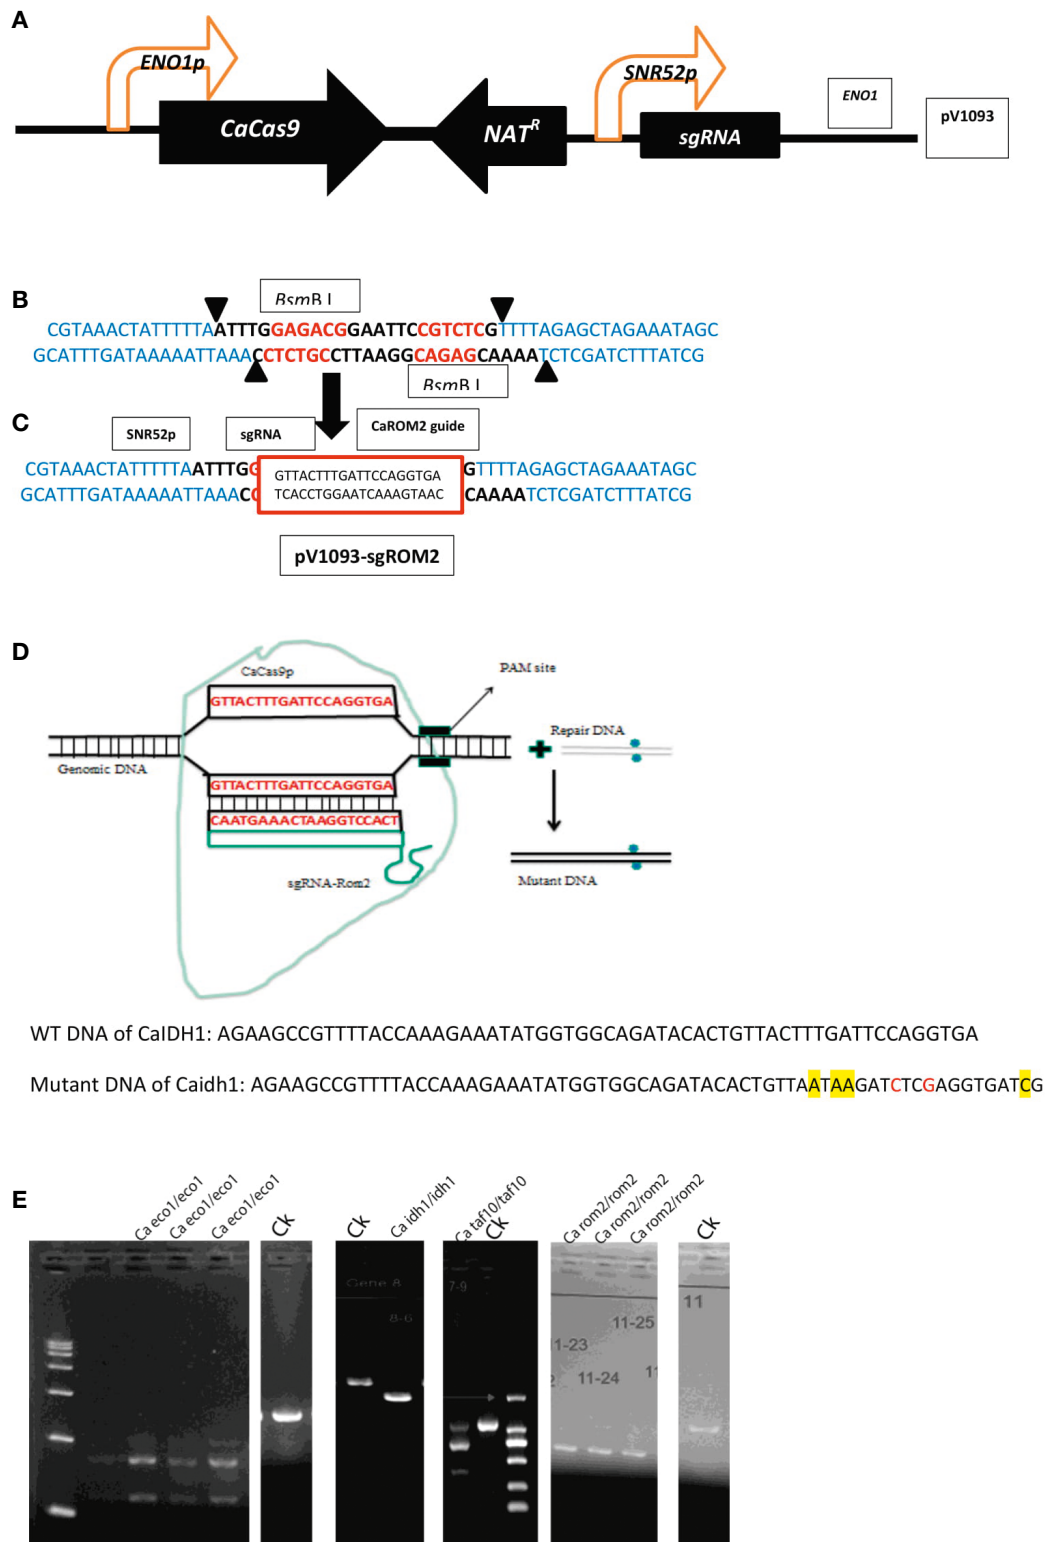 A
ENO1p
SNR52p
CaCas9
NATR
sgRNA
ENO1
pV1093
B
BsmB I
CGTAAACTATTTTTAATTTGGAGACGGAATTCCGTCTCGTTTTAGAGCTAGAAATAGC
GCATTTGATAAAAATTAAACCTCTGCCTTAAGGCAGAGCAAAATCTCGATCTTTATCG
BsmB I
C
SNR52p
sgRNA
CaROM2 guide
CGTAAACTATTTTTAATTTGG
GTTACTTTGATTCCAGGTGA
GTTTTAGAGCTAGAAATAGC
GCATTTGATAAAAATTAAACC
TCACCTGGAATCAAAGTAAC
CAAAATCTCGATCTTTATCG
pV1093-sgROM2
D
CaCas9p
PAM site
GTTACTTTGATTCCAGGTGA
Repair DNA
Genomic DNA
GTTACTTTGATTCCAGGTGA
CAATGAAACTAAGGTCCACT
sgRNA-Rom2
Mutant DNA
WT DNA of CaIDH1: AGAAGCCGTTTTACCAAAGAAATATGGTGGCAGATACACTGTTACTTTGATTCCAGGTGA
Mutant DNA of Caidh1: AGAAGCCGTTTTACCAAAGAAATATGGTGGCAGATACACTGTTAATAAGATCTCGAGGTGATCG
E
Ca eco1/eco1
Ca eco1/eco1
Ca eco1/eco1
Ck
Ck
Ca idh1/idh1
Ca taf10/taf10
Ck
Ca rom2/rom2
Ca rom2/rom2
Ca rom2/rom2
Ck
Gene 8
8-6
7-9
11-25
11-23
11-24
11
11